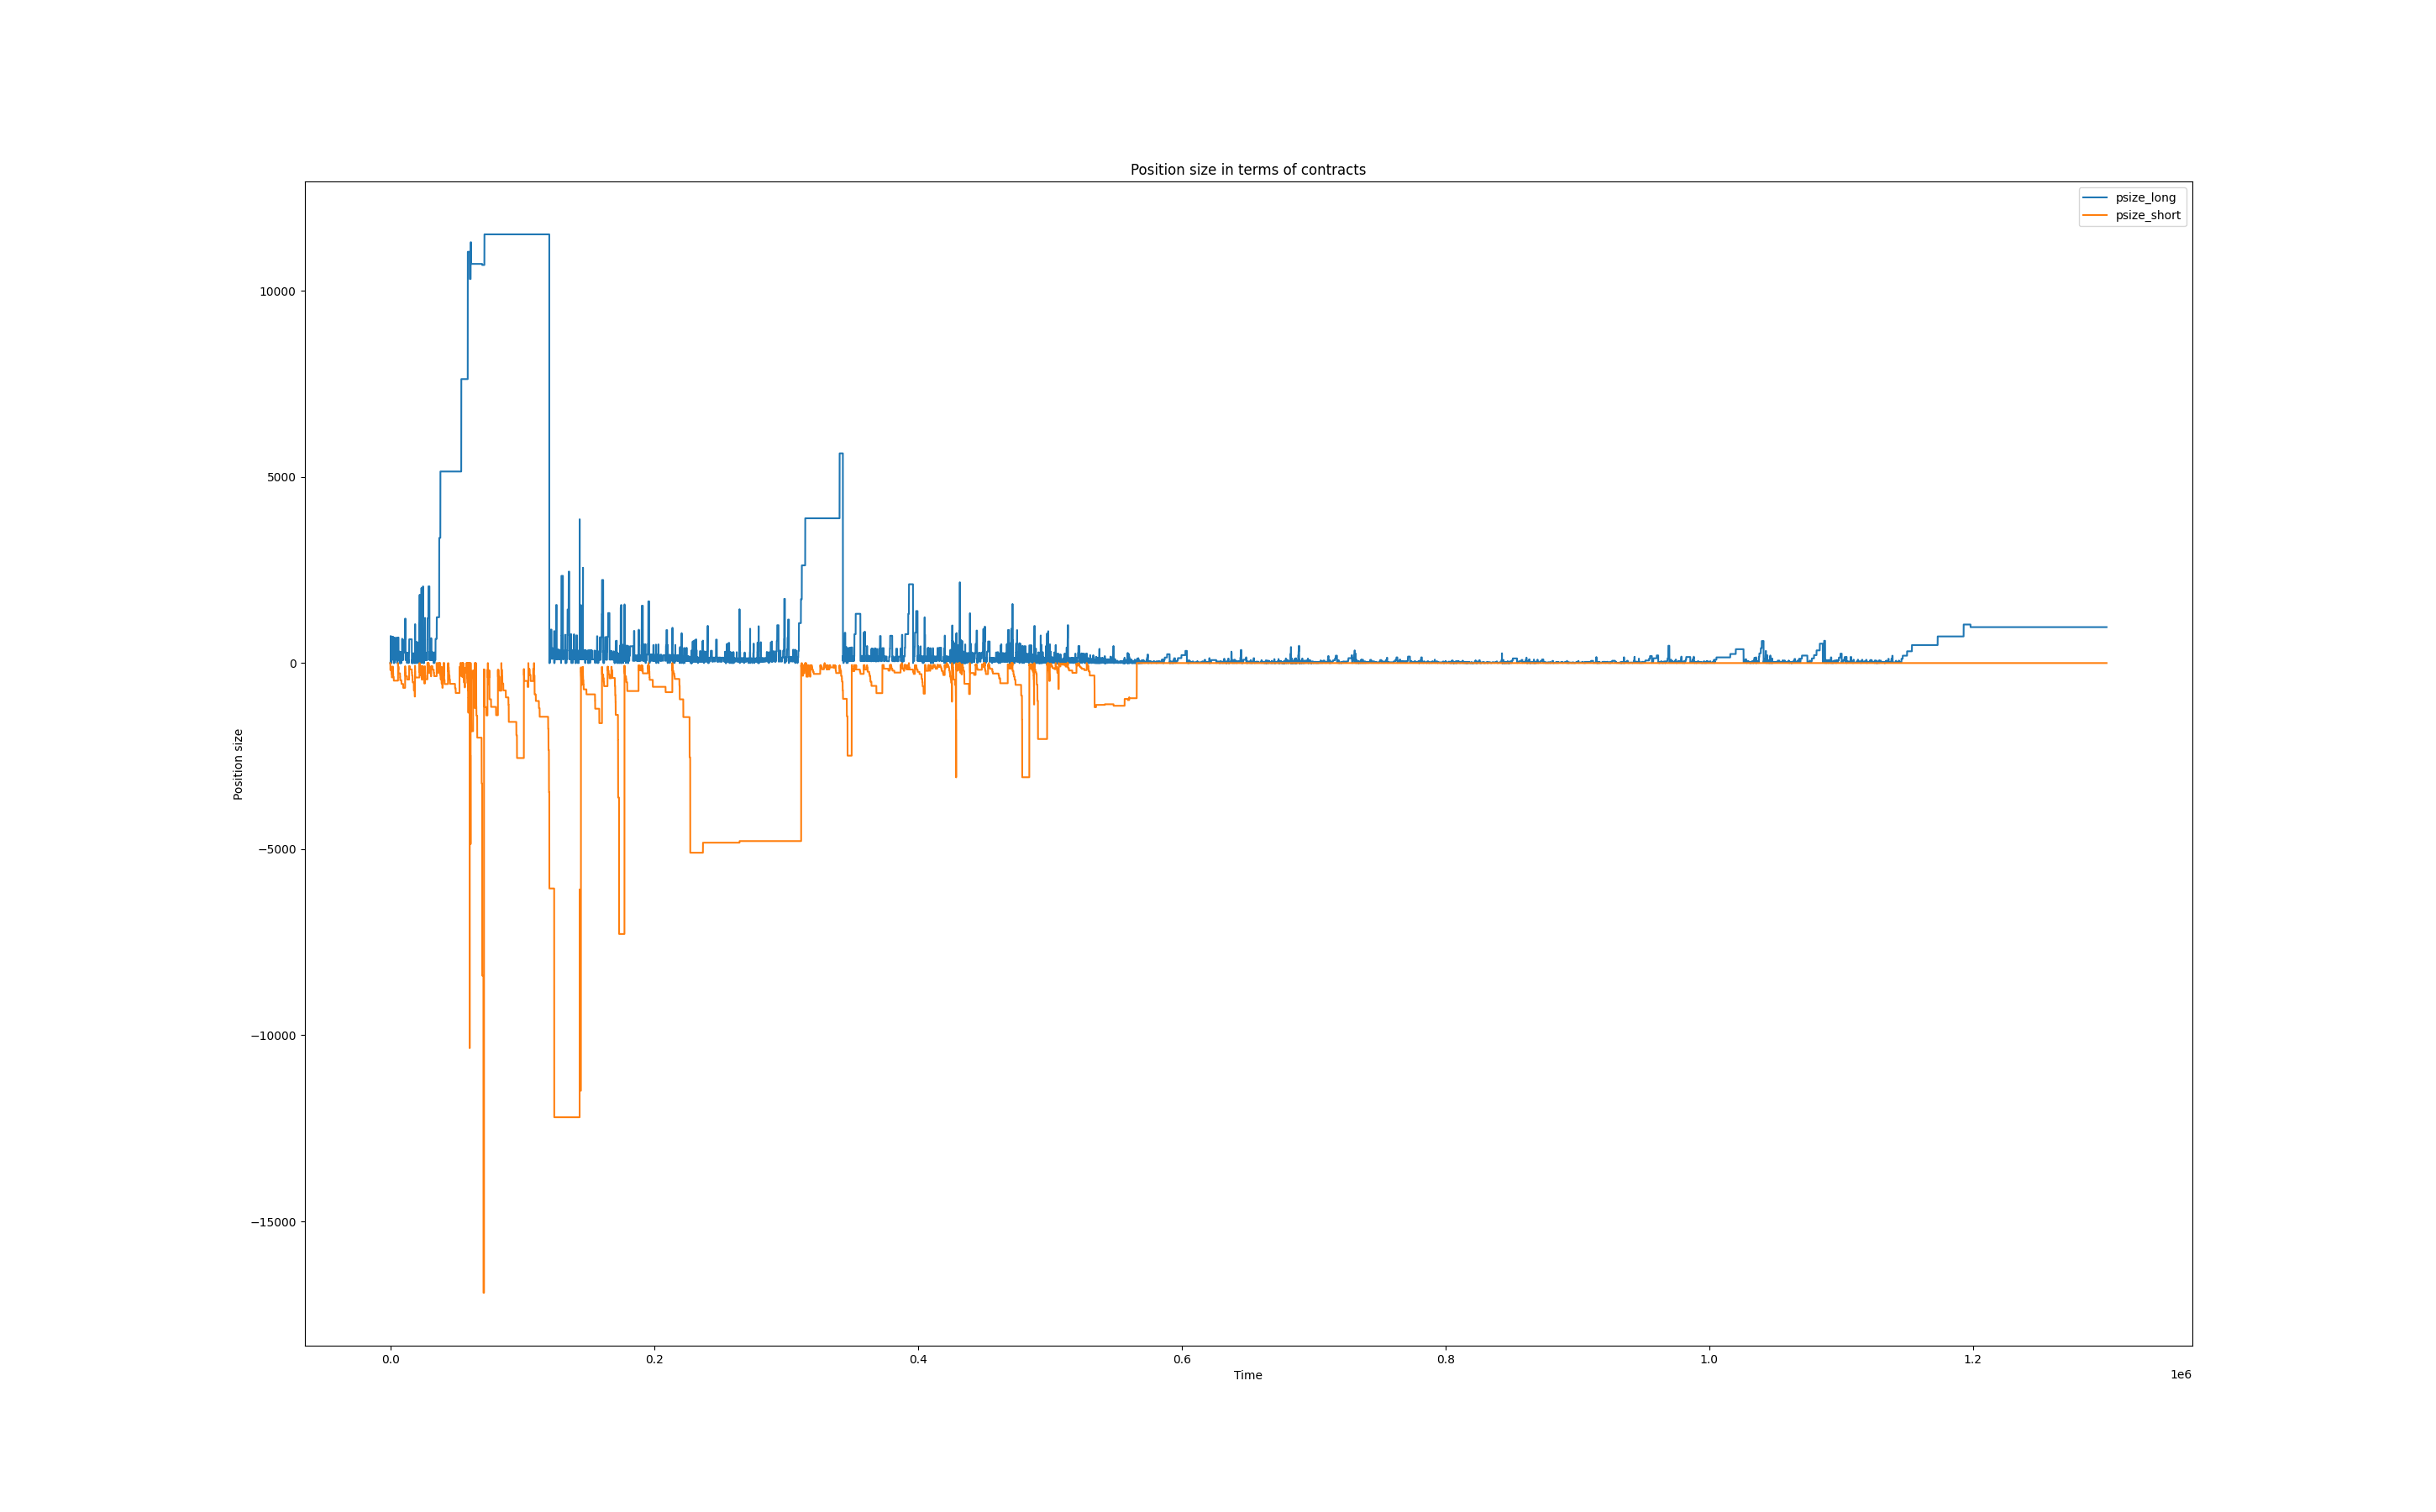 Position size in terms of contracts
psize_long
psize_short
10000
5000
0
−5000
−10000
−15000
Position size
0.0
0.2
0.4
0.6
0.8
1.0
1.2
Time
1e6